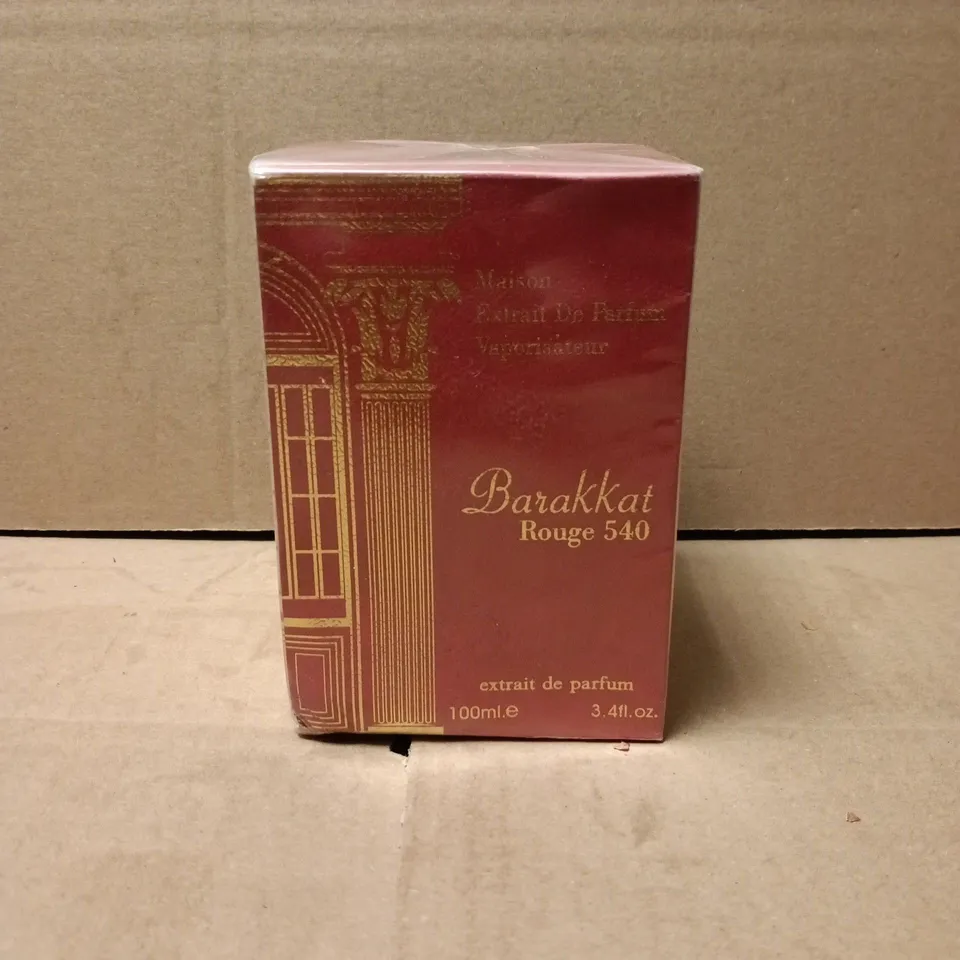 Maison
Extrait De Parfum
Vaporisateur
Barakkat
Rouge 540
extrait de parfum
100ml.e 3.4fl.oz.